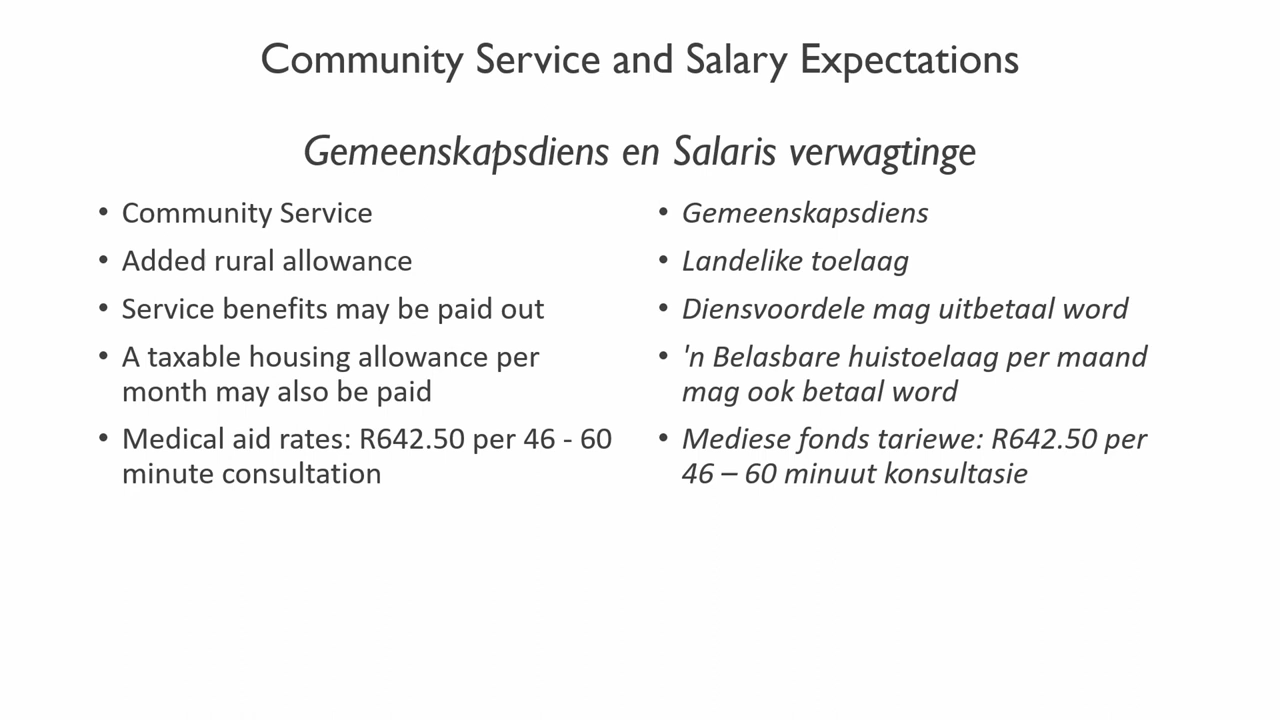 Community Service and Salary Expectations
Gemeenskapsdiens en Salaris verwagtinge
• Community Service
• Added rural allowance
• Service benefits may be paid out
• A taxable housing allowance per
month may also be paid
• Medical aid rates: R642.50 per 46 - 60
minute consultation
• Gemeenskapsdiens
• Landelike toelaag
• Diensvoordele mag uitbetaal word
• 'n Belasbare huistoelaag per maand
mag ook betaal word
• Mediese fonds tariewe: R642.50 per
46 – 60 minuut konsultasie